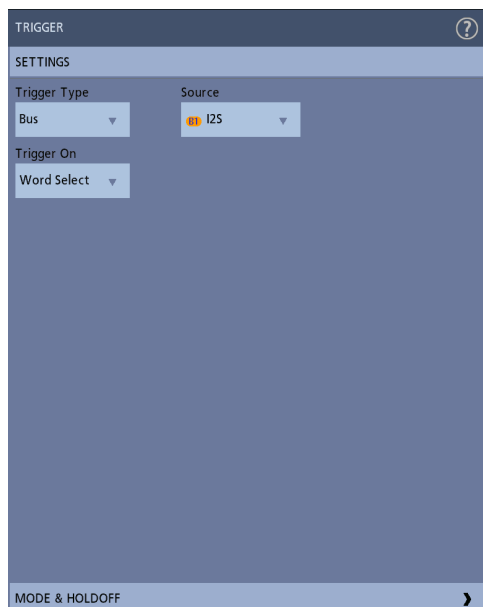 TRIGGER ?
SETTINGS
Trigger Type Source
Bus B1 I2S
Trigger On
Word Select
MODE & HOLDOFF